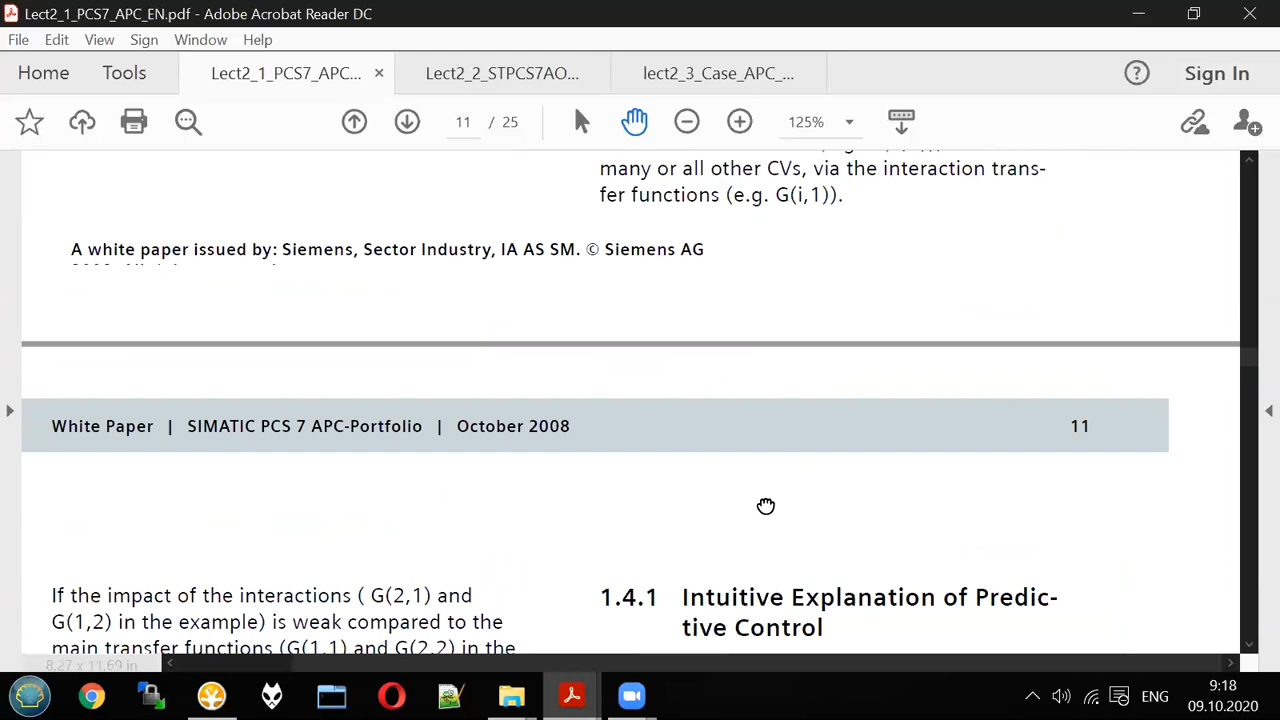 Lect2_1_PCS7_APC_EN.pdf - Adobe Acrobat Reader DC
File Edit View Sign Window Help
Home Tools Lect2_1_PCS7_APC... × Lect2_2_STPCS7AO... lect2_3_Case_APC_... ? Sign In
11 / 25 125%
many or all other CVs, via the interaction trans-
fer functions (e.g. G(i,1)).
A white paper issued by: Siemens, Sector Industry, IA AS SM. © Siemens AG
White Paper | SIMATIC PCS 7 APC-Portfolio | October 2008 11
If the impact of the interactions ( G(2,1) and
G(1,2) in the example) is weak compared to the
main transfer functions (G(1,1) and G(2,2) in the
1.4.1 Intuitive Explanation of Predic-
tive Control
8,27 x 11,69 in
ENG
9:18
09.10.2020